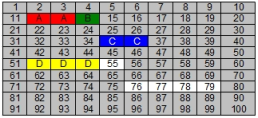 1 2 3 4 5 6 7 8 9 10
11 A A B 15 16 17 18 19 20
21 22 23 24 25 26 27 28 29 30
31 32 33 34 C C 37 38 39 40
41 42 43 44 45 46 47 48 49 50
51 D D D 55 56 57 58 59 60
61 62 63 64 65 66 67 68 69 70
71 72 73 74 75 76 77 78 79 80
81 82 83 84 85 86 87 88 89 90
91 92 93 94 95 96 97 98 99 100